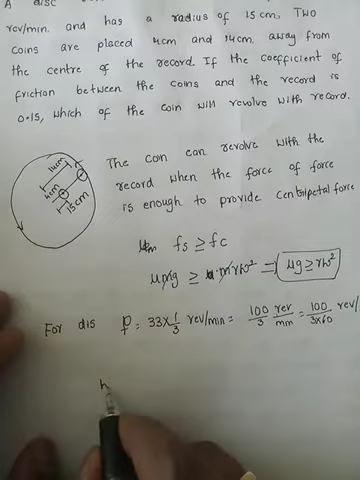 A disc
rev/min. and has a radius of 15 cm. Two
coins are placed 4cm and 14cm. away from
the centre of the record. If the coefficient of
friction between the coins and the record is
0.15, which of the coin will revolve with record.
14cm
4cm
15cm
The coin can revolve with the
record when the force of force
is enough to provide centripetal force
fs ≥ fc
μmg ≥ mrω² ⇒ μg ≥ rω²
For dis f = 33 × 1/3 rev/min = 100/3 rev/min = 100/3×60 rev/